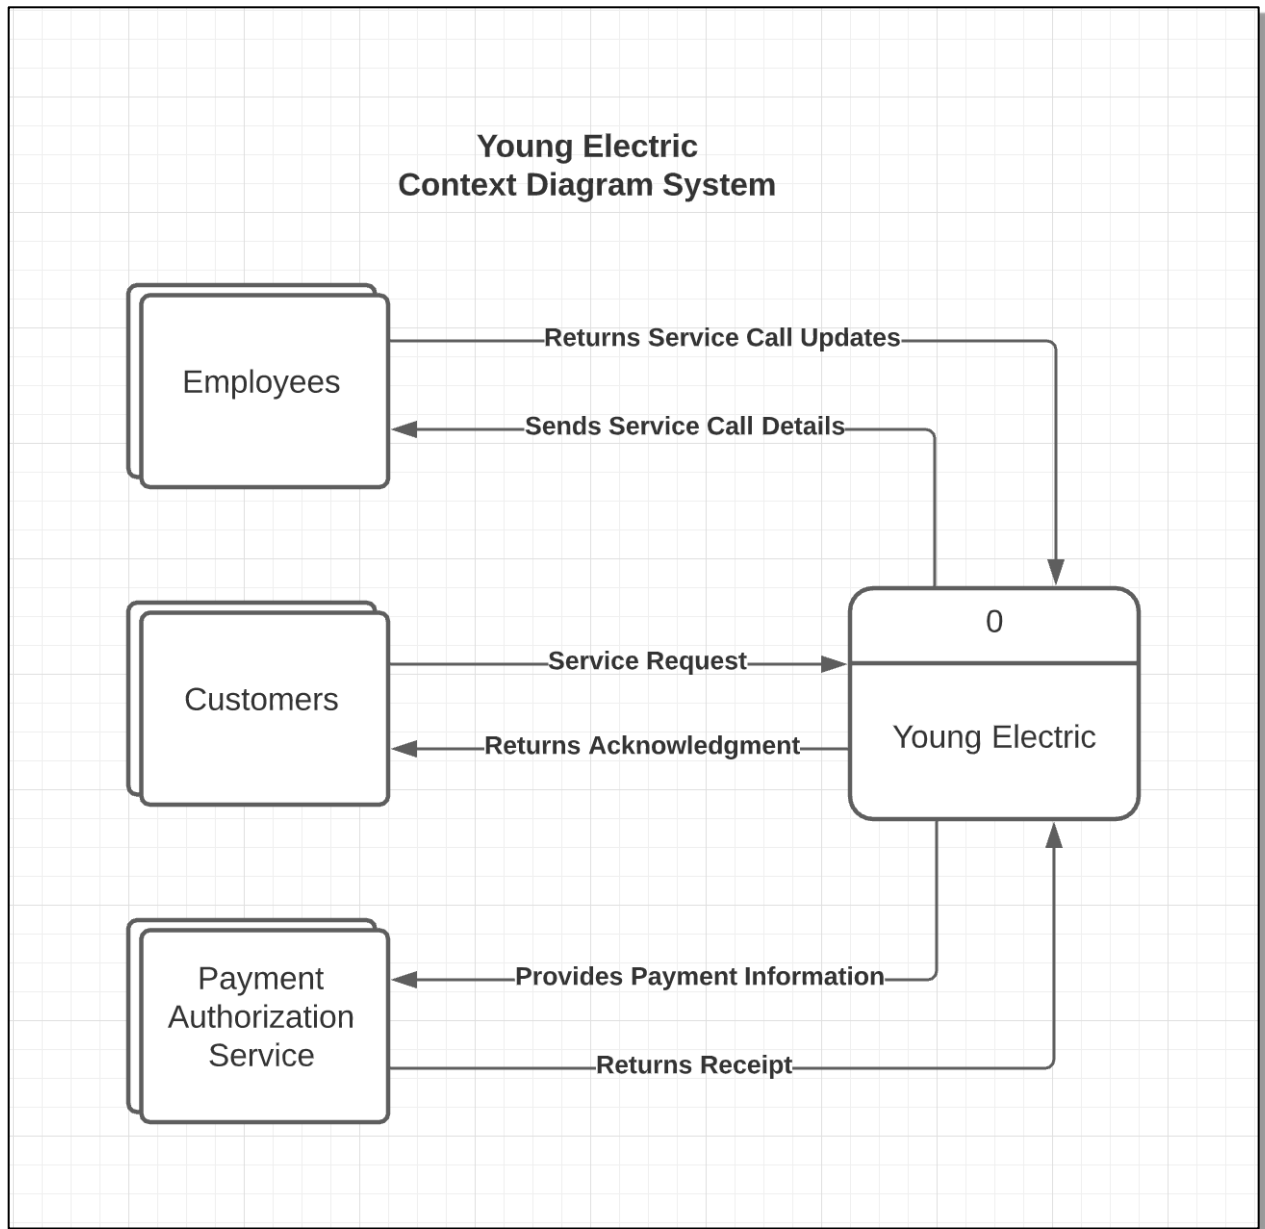 Young Electric
Context Diagram System
Employees
Returns Service Call Updates
Sends Service Call Details
0
Young Electric
Customers
Service Request
Returns Acknowledgment
Payment
Authorization
Service
Provides Payment Information
Returns Receipt